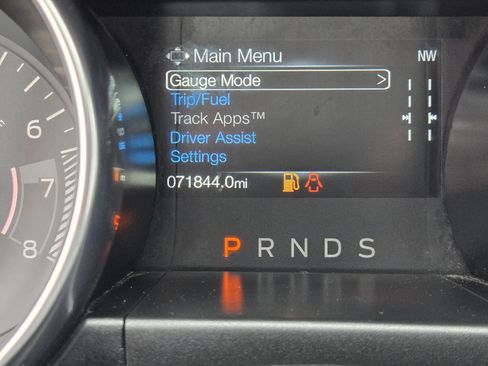 Main Menu NW
Gauge Mode >
Trip/Fuel
Track Apps™
Driver Assist
Settings
071844.0mi
P R N D S
6
7
8